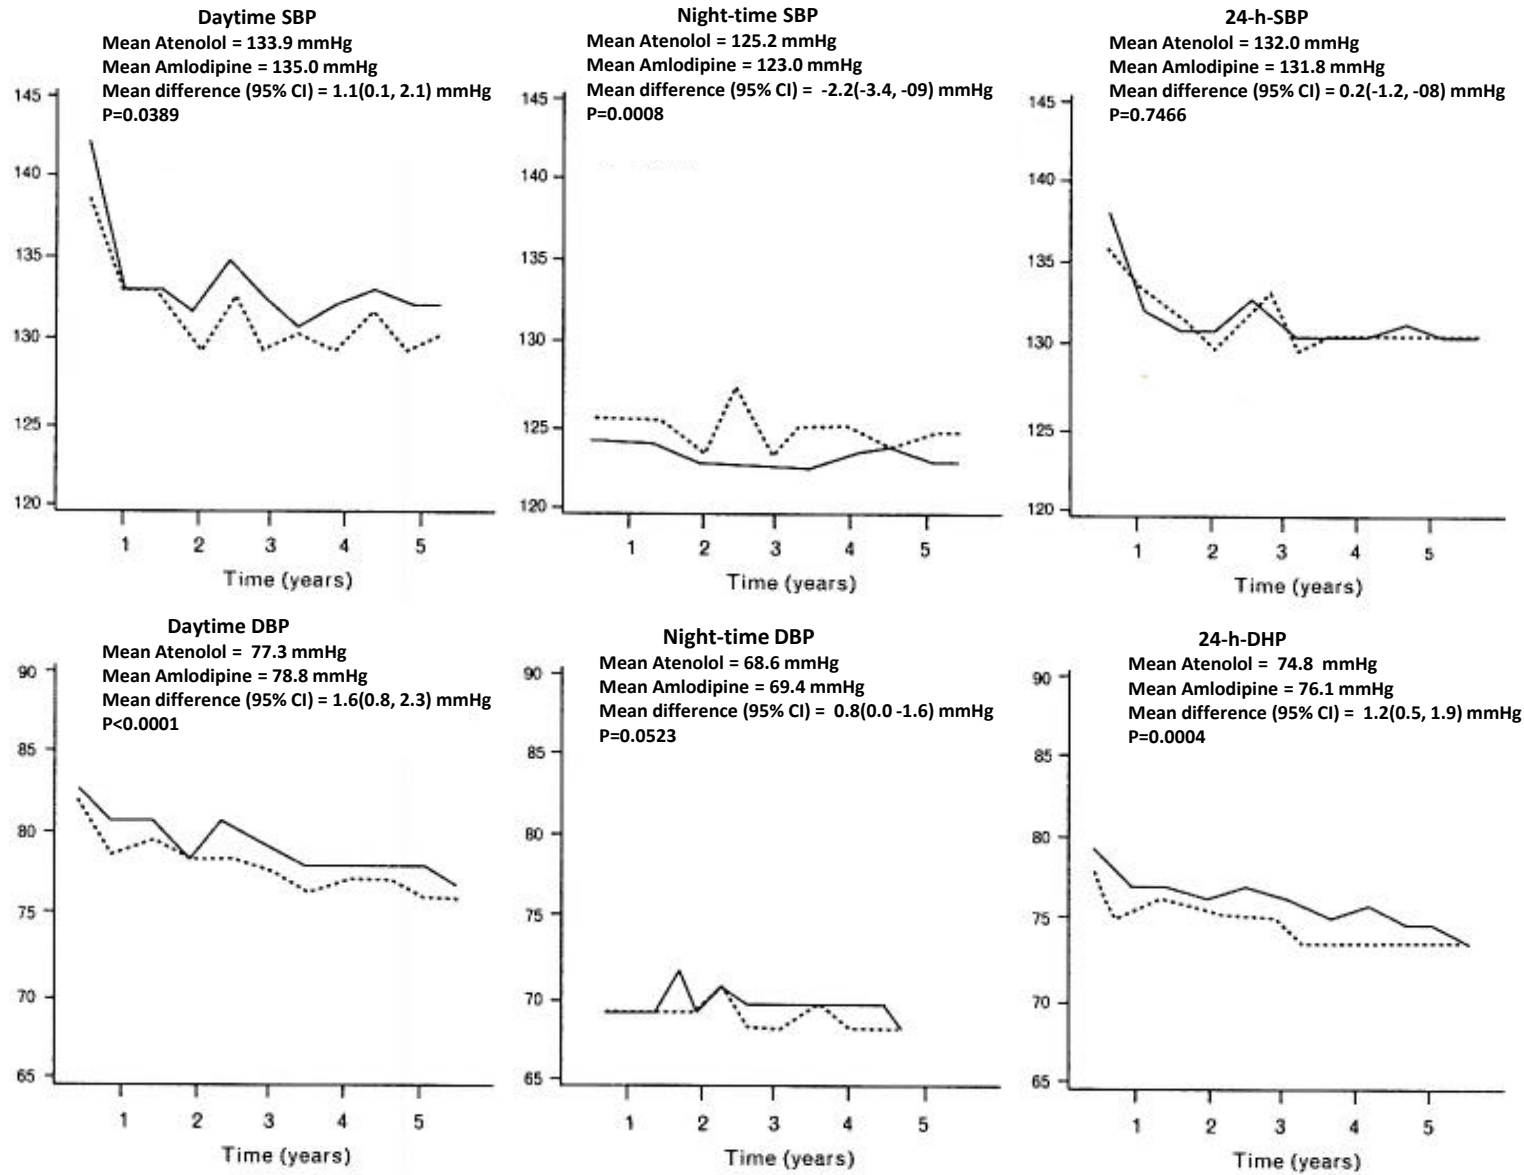 Daytime SBP
Mean Atenolol = 133.9 mmHg
Mean Amlodipine = 135.0 mmHg
Mean difference (95% CI) = 1.1(0.1, 2.1) mmHg
P=0.0389
145
140
135
130
125
120
1 2 3 4 5
Time (years)
Night-time SBP
Mean Atenolol = 125.2 mmHg
Mean Amlodipine = 123.0 mmHg
Mean difference (95% CI) = -2.2(-3.4, -09) mmHg
P=0.0008
145
140
135
130
125
120
1 2 3 4 5
Time (years)
24-h-SBP
Mean Atenolol = 132.0 mmHg
Mean Amlodipine = 131.8 mmHg
Mean difference (95% CI) = 0.2(-1.2, -08) mmHg
P=0.7466
145
140
135
130
125
120
1 2 3 4 5
Time (years)
Daytime DBP
Mean Atenolol = 77.3 mmHg
Mean Amlodipine = 78.8 mmHg
Mean difference (95% CI) = 1.6(0.8, 2.3) mmHg
P<0.0001
90
85
80
75
70
65
1 2 3 4 5
Time (years)
Night-time DBP
Mean Atenolol = 68.6 mmHg
Mean Amlodipine = 69.4 mmHg
Mean difference (95% CI) = 0.8(0.0 -1.6) mmHg
P=0.0523
90
85
80
75
70
65
1 2 3 4 5
Time (years)
24-h-DHP
Mean Atenolol = 74.8 mmHg
Mean Amlodipine = 76.1 mmHg
Mean difference (95% CI) = 1.2(0.5, 1.9) mmHg
P=0.0004
90
85
80
75
70
65
1 2 3 4 5
Time (years)